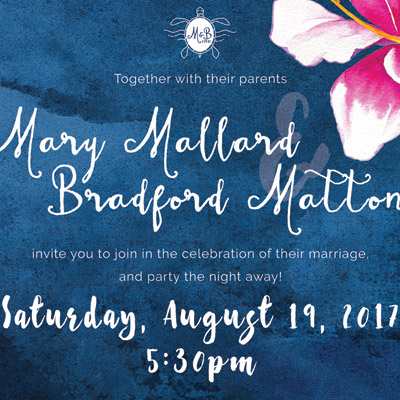 M&B
Together with their parents
Mary Mallard
&
Bradford Matton
invite you to join in the celebration of their marriage,
and party the night away!
Saturday, August 19, 2017
5:30pm